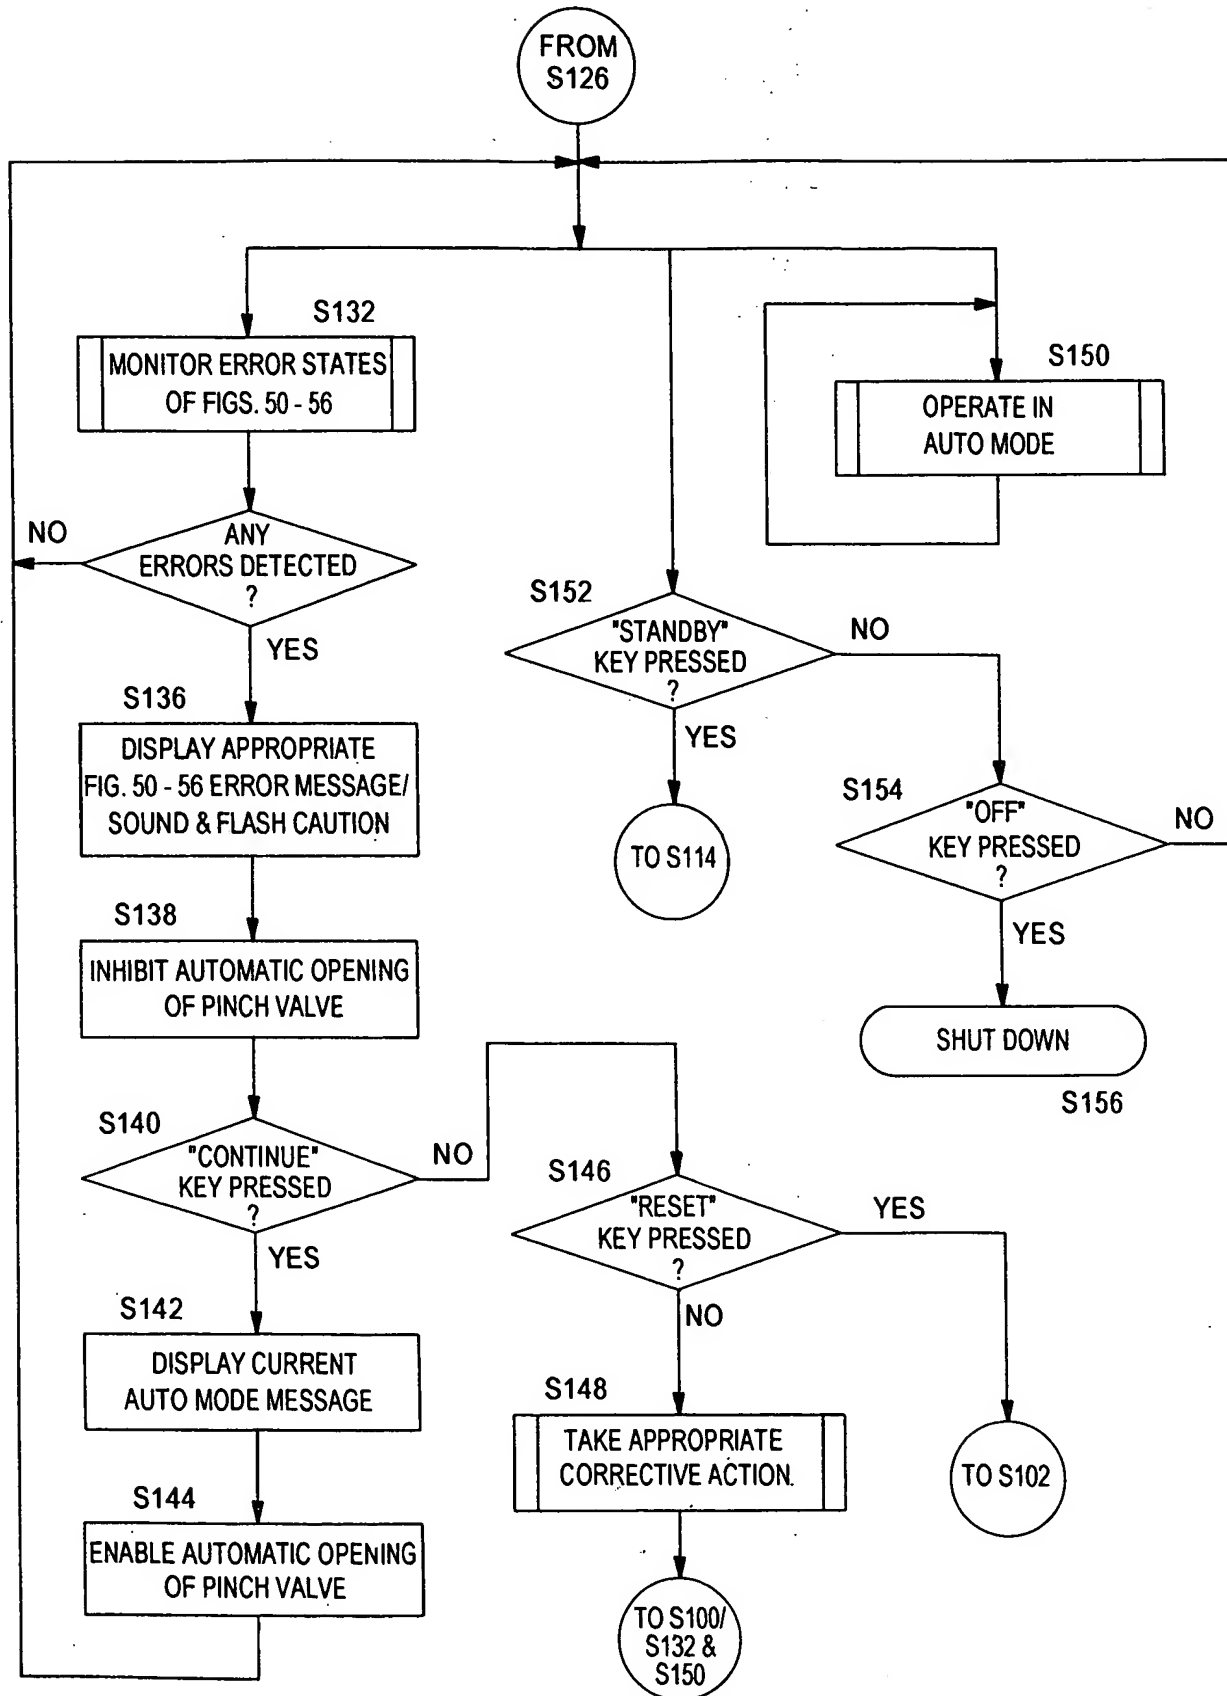 FROM
S126
S132
MONITOR ERROR STATES
OF FIGS. 50 - 56
S150
OPERATE IN
AUTO MODE
NO
ANY
ERRORS DETECTED
?
YES
S152
"STANDBY"
KEY PRESSED
?
NO
YES
S136
DISPLAY APPROPRIATE
FIG. 50 - 56 ERROR MESSAGE/
SOUND & FLASH CAUTION
TO S114
S154
"OFF"
KEY PRESSED
?
NO
YES
S138
INHIBIT AUTOMATIC OPENING
OF PINCH VALVE
SHUT DOWN
S156
S140
"CONTINUE"
KEY PRESSED
?
NO
YES
S146
"RESET"
KEY PRESSED
?
YES
NO
S142
DISPLAY CURRENT
AUTO MODE MESSAGE
S148
TAKE APPROPRIATE
CORRECTIVE ACTION.
TO S102
S144
ENABLE AUTOMATIC OPENING
OF PINCH VALVE
TO S100/
S132 &
S150